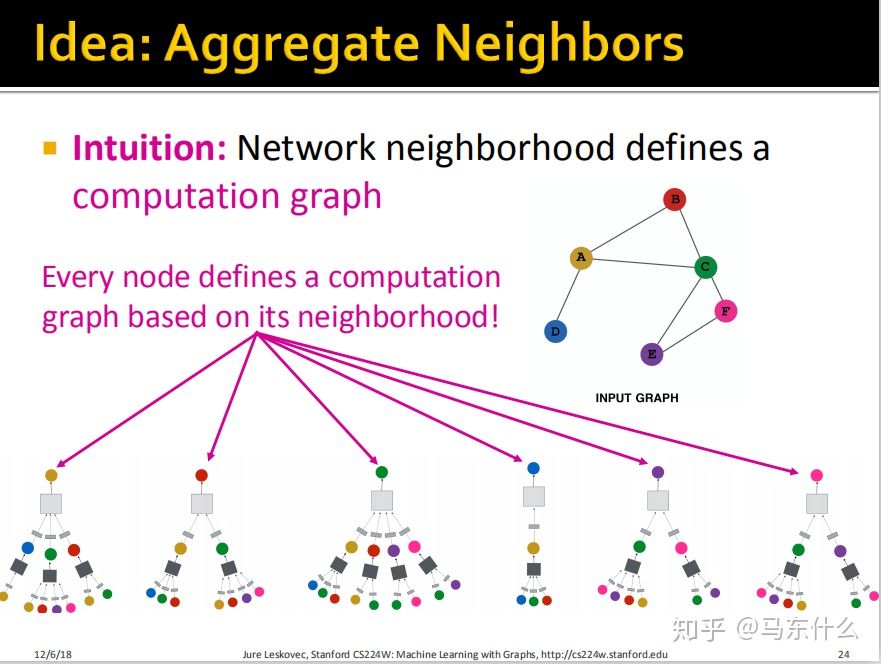 Idea: Aggregate Neighbors
Intuition: Network neighborhood defines a
computation graph
Every node defines a computation
graph based on its neighborhood!
B
A
C
F
D
E
INPUT GRAPH
知乎 @马东什么
12/6/18
Jure Leskovec, Stanford CS224W: Machine Learning with Graphs, http://cs224w.stanford.edu
24